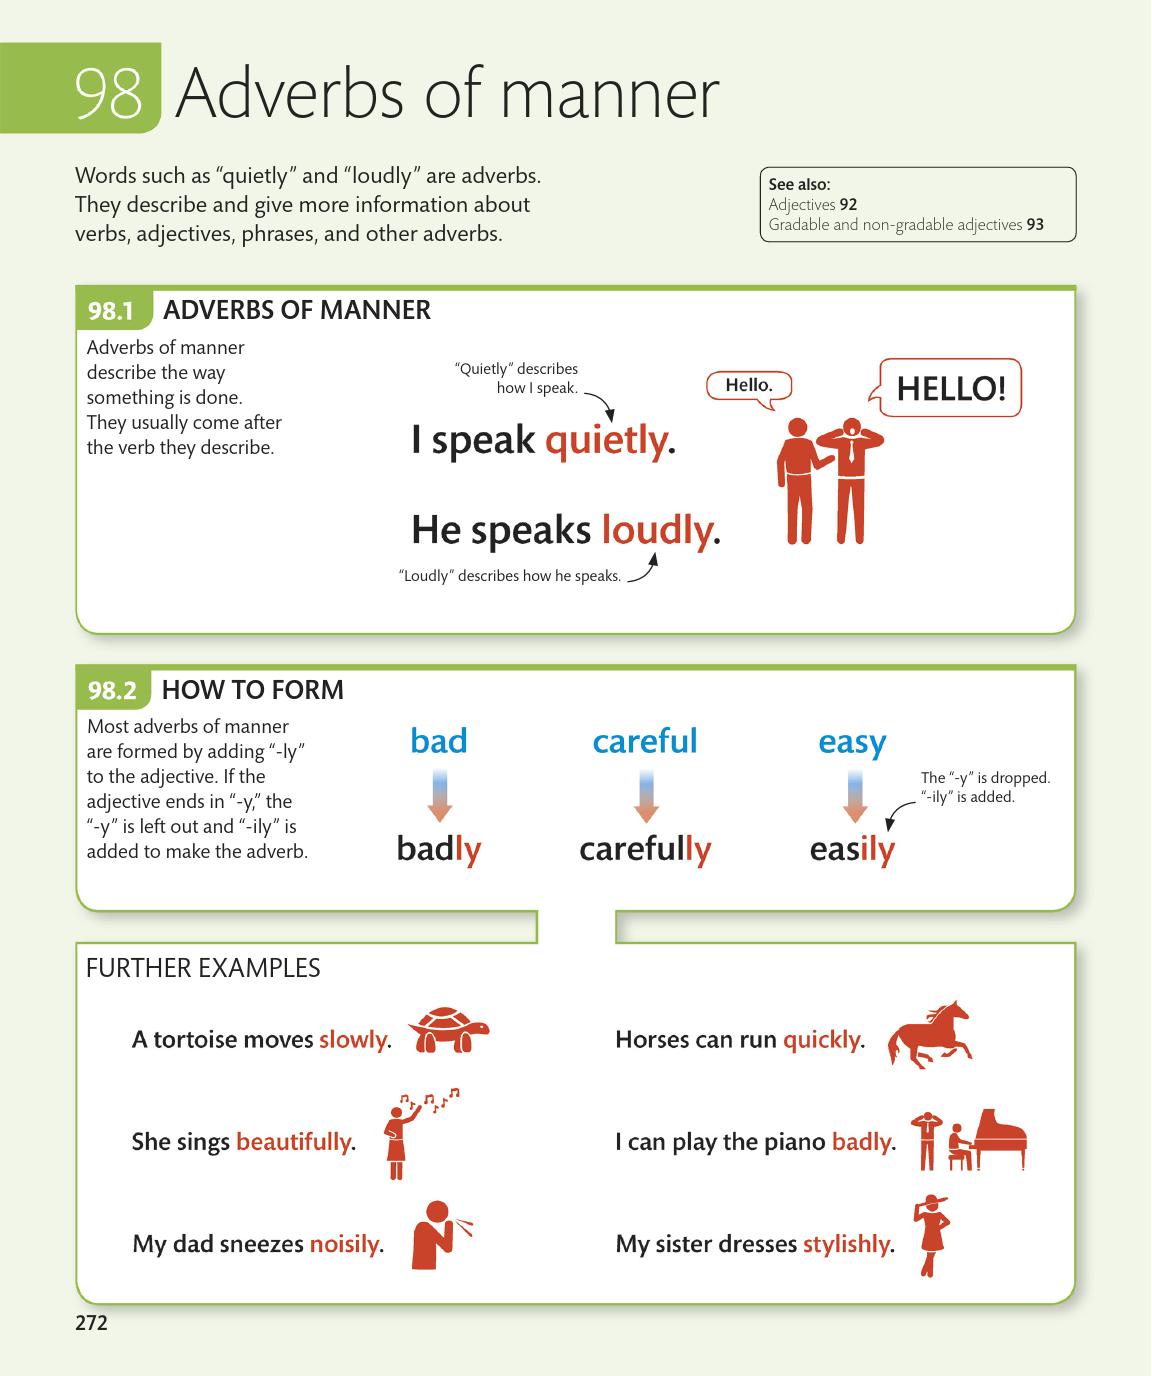 98 Adverbs of manner
Words such as “quietly” and “loudly” are adverbs.
They describe and give more information about
verbs, adjectives, phrases, and other adverbs.
See also:
Adjectives 92
Gradable and non-gradable adjectives 93
98.1 ADVERBS OF MANNER
Adverbs of manner
describe the way
something is done.
They usually come after
the verb they describe.
“Quietly” describes
how I speak.
I speak quietly.
He speaks loudly.
“Loudly” describes how he speaks.
Hello.
HELLO!
98.2 HOW TO FORM
Most adverbs of manner
are formed by adding “-ly”
to the adjective. If the
adjective ends in “-y,” the
“-y” is left out and “-ily” is
added to make the adverb.
bad
careful
easy
The “-y” is dropped.
“-ily” is added.
badly
carefully
easily
FURTHER EXAMPLES
A tortoise moves slowly.
Horses can run quickly.
She sings beautifully.
I can play the piano badly.
My dad sneezes noisily.
My sister dresses stylishly.
272